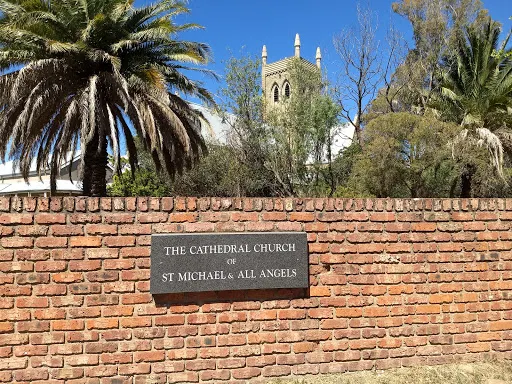 THE CATHEDRAL CHURCH
OF
ST MICHAEL & ALL ANGELS